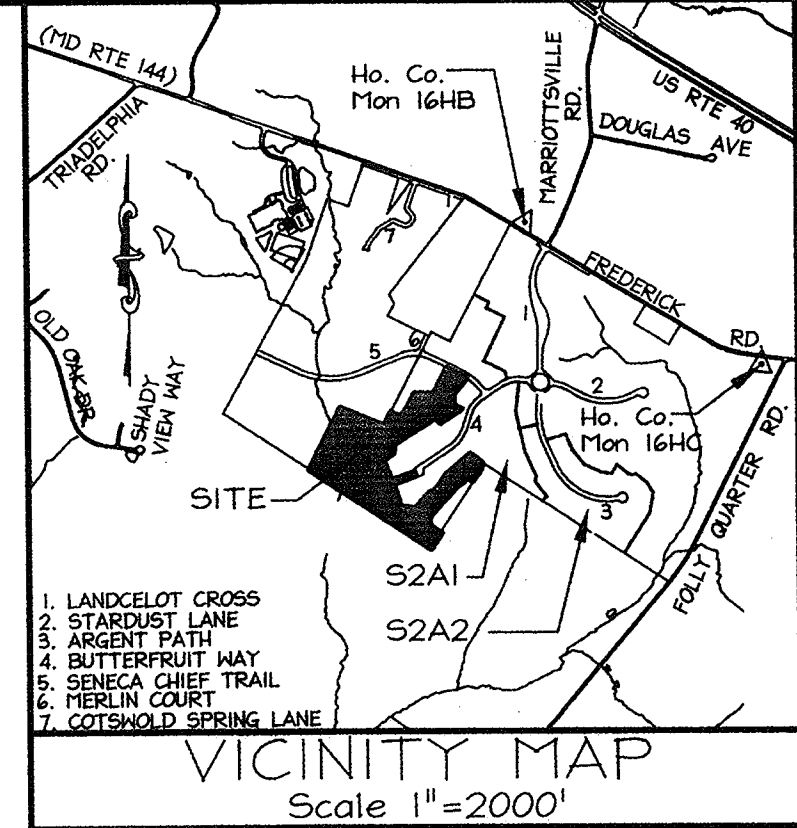 (MD RTE 144)
TRIADELPHIA
RD.
Ho. Co.
Mon 16HB
MARRIOTTSVILLE
RD.
US RTE 40
DOUGLAS AVE
7
FREDERICK
RD.
1
OLD OAK DR
SHADY
VIEW WAY
5
6
2
4
Ho. Co.
Mon 16HC
3
SITE
S2A1
S2A2
FOLLY QUARTER RD.
1. LANDCELOT CROSS
2. STARDUST LANE
3. ARGENT PATH
4. BUTTERFRUIT WAY
5. SENECA CHIEF TRAIL
6. MERLIN COURT
7. COTSWOLD SPRING LANE
VICINITY MAP
Scale 1"=2000'